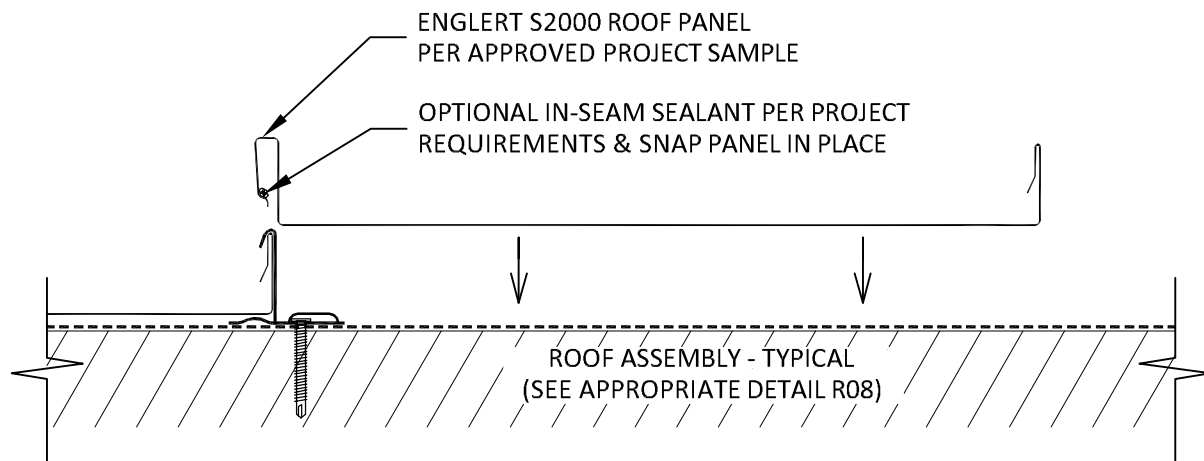 ENGLERT S2000 ROOF PANEL
PER APPROVED PROJECT SAMPLE
OPTIONAL IN-SEAM SEALANT PER PROJECT
REQUIREMENTS & SNAP PANEL IN PLACE
ROOF ASSEMBLY - TYPICAL
(SEE APPROPRIATE DETAIL R08)